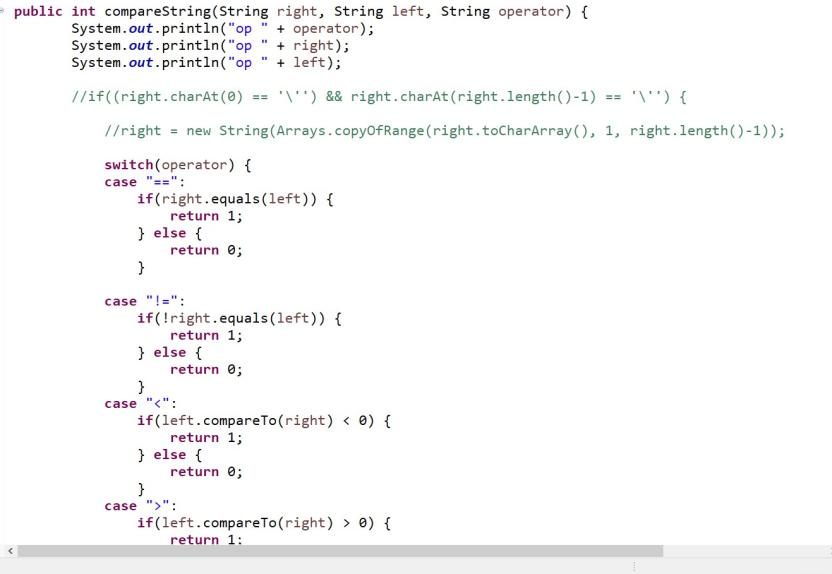 public int compareString(String right, String left, String operator) {
System.out.println("op " + operator);
System.out.println("op " + right);
System.out.println("op " + left);
//if((right.charAt(0) == '\'') && right.charAt(right.length()-1) == '\'') {
//right = new String(Arrays.copyOfRange(right.toCharArray(), 1, right.length()-1));
switch(operator) {
case "==":
if(right.equals(left)) {
return 1;
} else {
return 0;
}
case "!=":
if(!right.equals(left)) {
return 1;
} else {
return 0;
}
case "<":
if(left.compareTo(right) < 0) {
return 1;
} else {
return 0;
}
case ">":
if(left.compareTo(right) > 0) {
return 1;